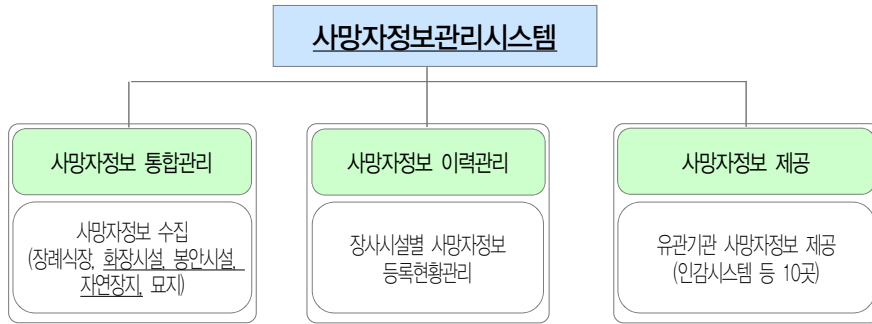 사망자정보관리시스템
사망자정보 통합관리
사망자정보 수집
(장례식장, 화장시설, 봉안시설,
자연장지, 묘지)
사망자정보 이력관리
장사시설별 사망자정보
등록현황관리
사망자정보 제공
유관기관 사망자정보 제공
(인감시스템 등 10곳)